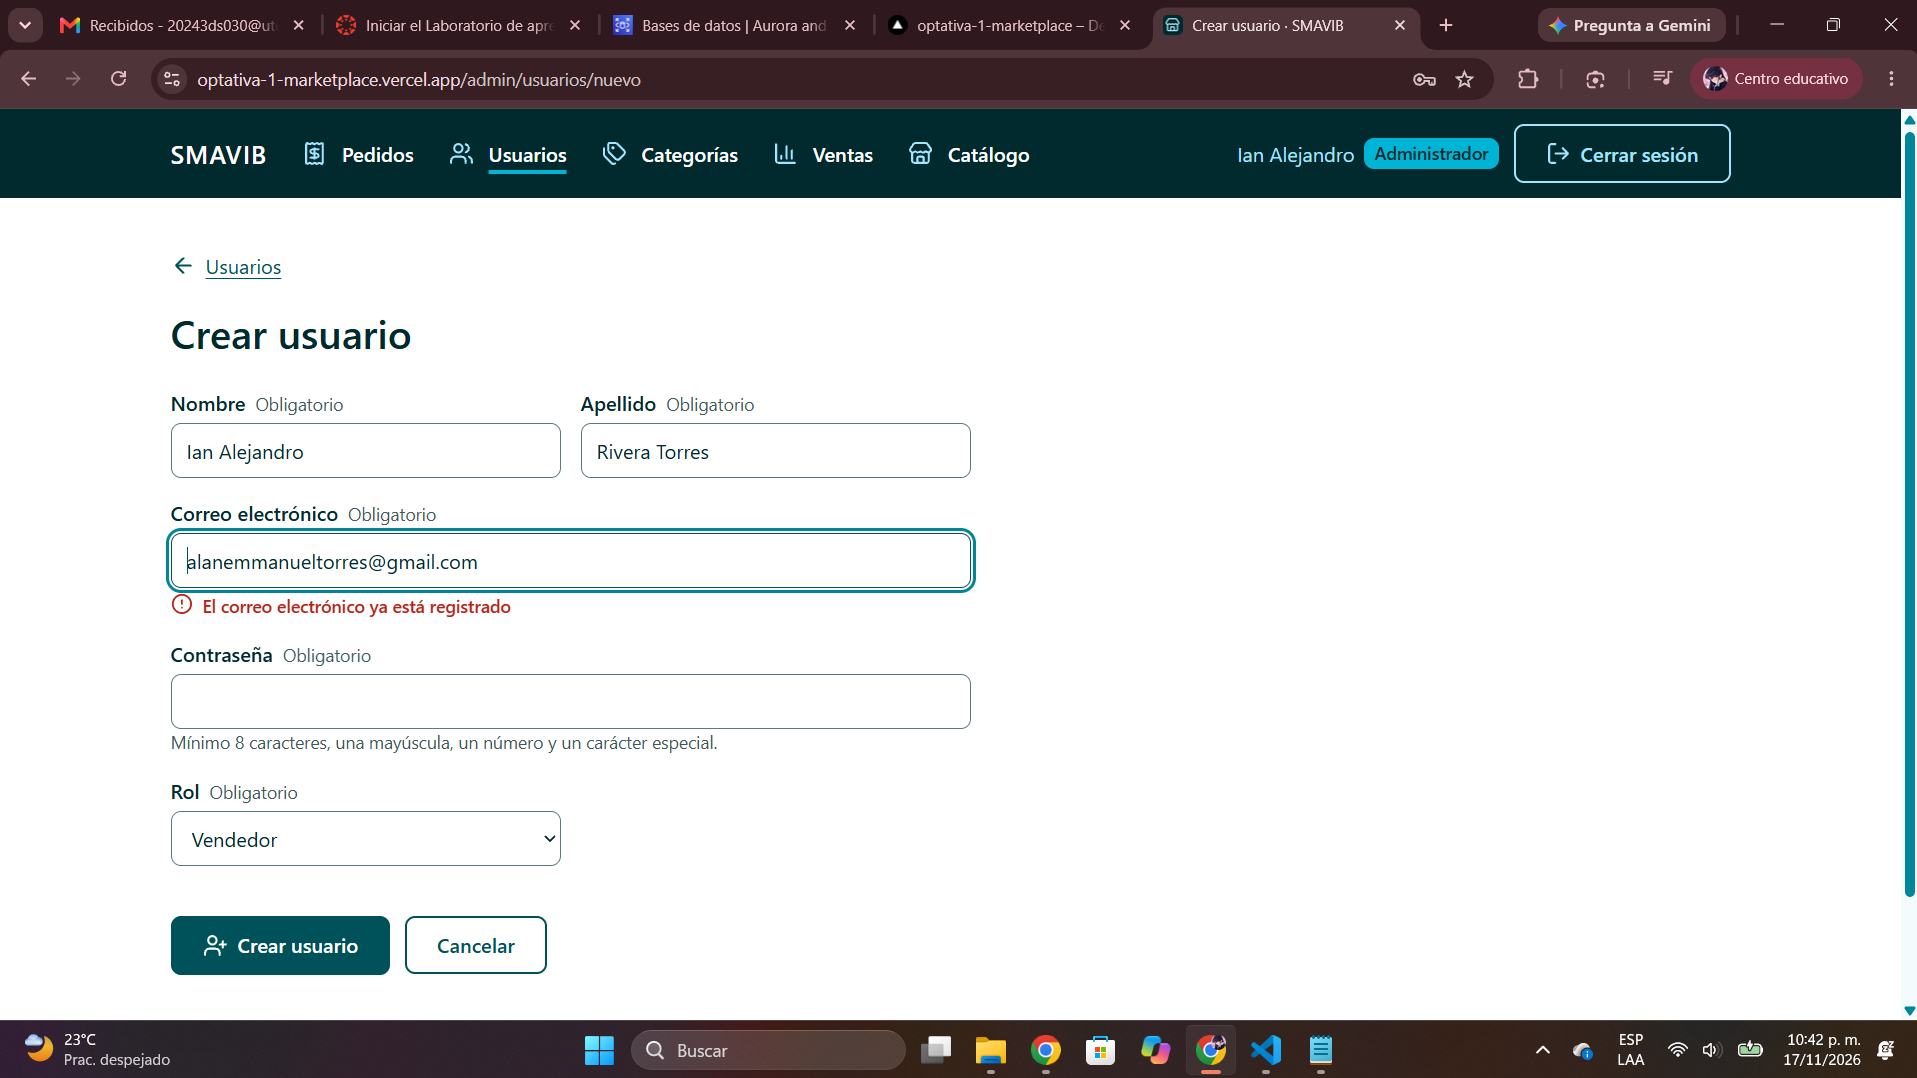 Recibidos - 20243ds030@ut
Iniciar el Laboratorio de apre
Bases de datos | Aurora and
optativa-1-marketplace – De
Crear usuario · SMAVIB
Pregunta a Gemini
optativa-1-marketplace.vercel.app/admin/usuarios/nuevo
Centro educativo
SMAVIB
Pedidos
Usuarios
Categorías
Ventas
Catálogo
Ian Alejandro
Administrador
Cerrar sesión
Usuarios
Crear usuario
Nombre Obligatorio
Apellido Obligatorio
Ian Alejandro
Rivera Torres
Correo electrónico Obligatorio
alanemmanueltorres@gmail.com
El correo electrónico ya está registrado
Contraseña Obligatorio
Mínimo 8 caracteres, una mayúscula, un número y un carácter especial.
Rol Obligatorio
Vendedor
Crear usuario
Cancelar
23°C
Prac. despejado
Buscar
ESP
LAA
10:42 p. m.
17/11/2026